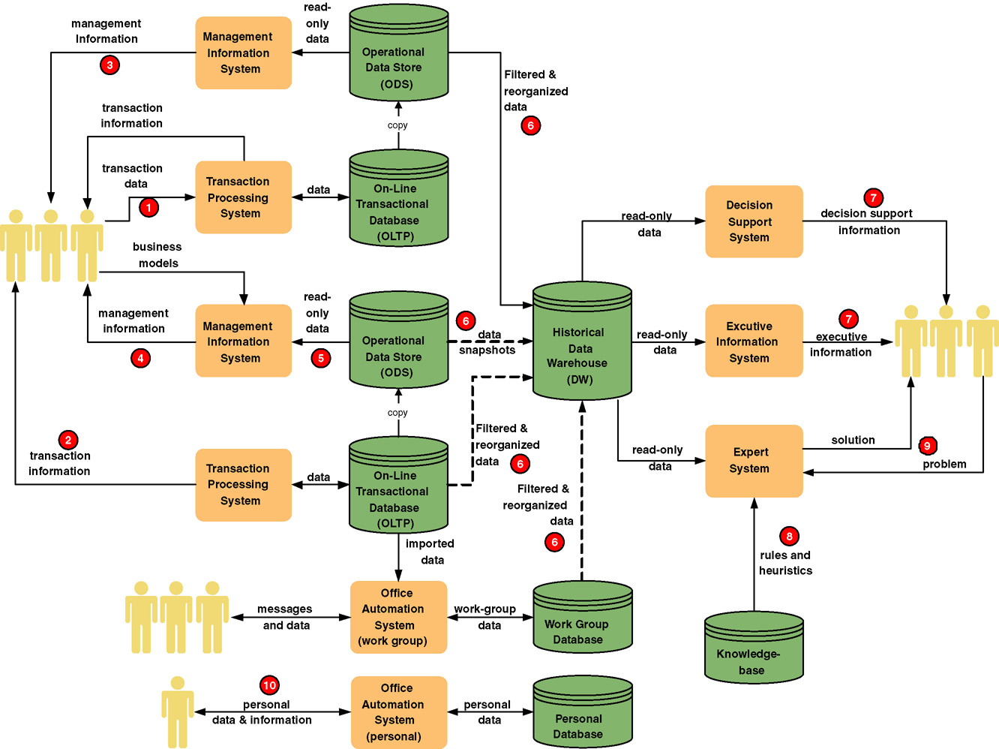 management
Information
3
Management
Information
System
read-
only
data
Operational
Data Store
(ODS)
Filtered &
reorganized
data
6
copy
transaction
information
transaction
data
1
Transaction
Processing
System
data
On-Line
Transactional
Database
(OLTP)
business
models
management
information
4
Management
Information
System
read-
only
data
5
Operational
Data Store
(ODS)
6
data
snapshots
copy
Historical
Data
Warehouse
(DW)
read-only
data
Decision
Support
System
7
decision support
information
read-only
data
Excutive
Information
System
7
executive
information
read-only
data
Expert
System
solution
9
problem
8
rules and
heuristics
Knowledge-
base
2
transaction
information
Transaction
Processing
System
data
On-Line
Transactional
Database
(OLTP)
Filtered &
reorganized
data
6
Filtered &
reorganized
data
6
imported
data
messages
and data
Office
Automation
System
(work group)
work-group
data
Work Group
Database
10
personal
data & information
Office
Automation
System
(personal)
personal
data
Personal
Database